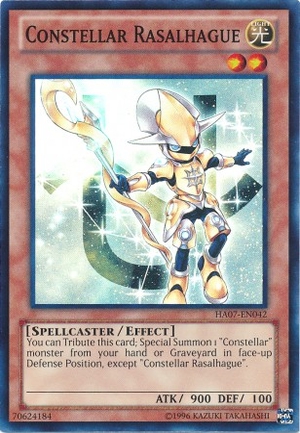 CONSTELLAR RASALHAGUE
LIGHT
光
HA07-EN042
[SPELLCASTER / EFFECT]
You can Tribute this card; Special Summon 1 "Constellar"
monster from your hand or Graveyard in face-up
Defense Position, except "Constellar Rasalhague".
ATK/ 900 DEF/ 100
70624184
©1996 KAZUKI TAKAHASHI